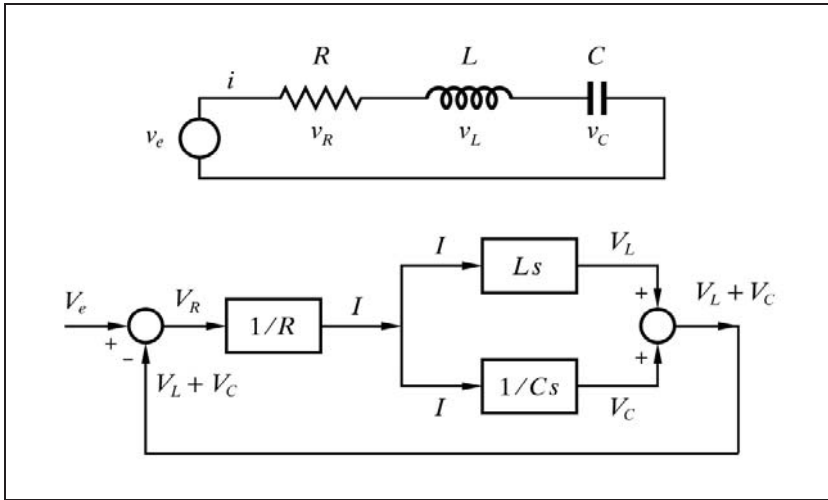 R L C
i
v_e v_R v_L v_C
I Ls V_L
V_e V_R 1/R I + V_L + V_C
+ − +
V_L + V_C I 1/Cs V_C